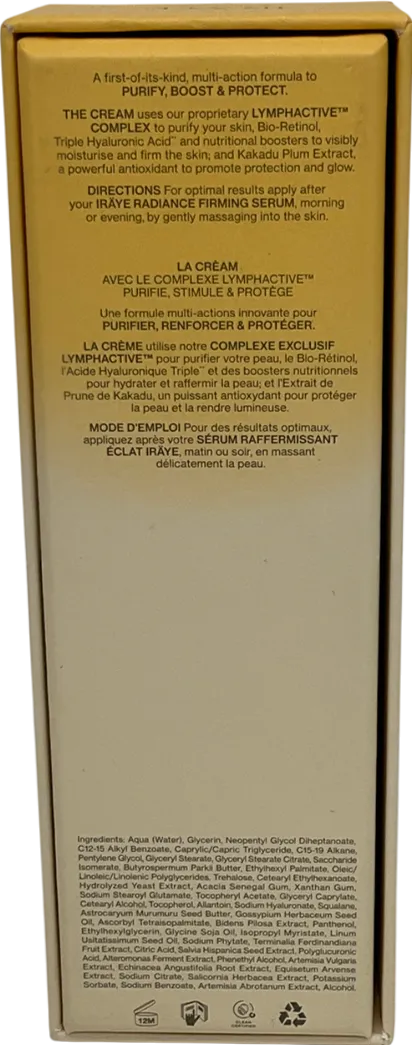 A first-of-its-kind, multi-action formula to
PURIFY, BOOST & PROTECT.
THE CREAM uses our proprietary LYMPHACTIVE™
COMPLEX to purify your skin, Bio-Retinol,
Triple Hyaluronic Acid™ and nutritional boosters to visibly
moisturise and firm the skin; and Kakadu Plum Extract,
a powerful antioxidant to promote protection and glow.
DIRECTIONS For optimal results apply after
your IRÄYE RADIANCE FIRMING SERUM, morning
or evening, by gently massaging into the skin.
LA CRÈAM
AVEC LE COMPLEXE LYMPHACTIVE™
PURIFIE, STIMULE & PROTÈGE
Une formule multi-actions innovante pour
PURIFIER, RENFORCER & PROTÉGER.
LA CRÈME utilise notre COMPLEXE EXCLUSIF
LYMPHACTIVE™ pour purifier votre peau, le Bio-Rétinol,
l'Acide Hyaluronique Triple™ et des boosters nutritionnels
pour hydrater et raffermir la peau; et l'Extrait de
Prune de Kakadu, un puissant antioxydant pour protéger
la peau et la rendre lumineuse.
MODE D'EMPLOI Pour des résultats optimaux,
appliquez après votre SÉRUM RAFFERMISSANT
ÉCLAT IRÄYE, matin ou soir, en massant
délicatement la peau.
Ingredients: Aqua (Water), Glycerin, Neopentyl Glycol Diheptanoate,
C12-15 Alkyl Benzoate, Caprylic/Capric Triglyceride, C15-19 Alkane,
Pentylene Glycol, Glyceryl Stearate, Glyceryl Stearate Citrate, Saccharide
Isomerate, Butyrospermum Parkii Butter, Ethylhexyl Palmitate, Oleic/
Linoleic/Linolenic Polyglycerides, Trehalose, Cetearyl Ethylhexanoate,
Hydrolyzed Yeast Extract, Acacia Senegal Gum, Xanthan Gum,
Sodium Stearoyl Glutamate, Tocopheryl Acetate, Glyceryl Caprylate,
Cetearyl Alcohol, Tocopherol, Allantoin, Sodium Hyaluronate, Squalane,
Astrocaryum Murumuru Seed Butter, Gossypium Herbaceum Seed
Oil, Ascorbyl Tetraisopalmitate, Bidens Pilosa Extract, Panthenol,
Ethylhexylglycerin, Glycine Soja Oil, Isopropyl Myristate, Linum
Usitatissimum Seed Oil, Sodium Phytate, Terminalia Ferdinandiana
Fruit Extract, Citric Acid, Salvia Hispanica Seed Extract, Polyglucuronic
Acid, Alteromonas Ferment Extract, Phenethyl Alcohol, Artemisia Vulgaris
Extract, Echinacea Angustifolia Root Extract, Equisetum Arvense
Extract, Sodium Citrate, Salicornia Herbacea Extract, Potassium
Sorbate, Sodium Benzoate, Artemisia Abrotanum Extract, Alcohol.
12M
CLEAN
CERTIFIED